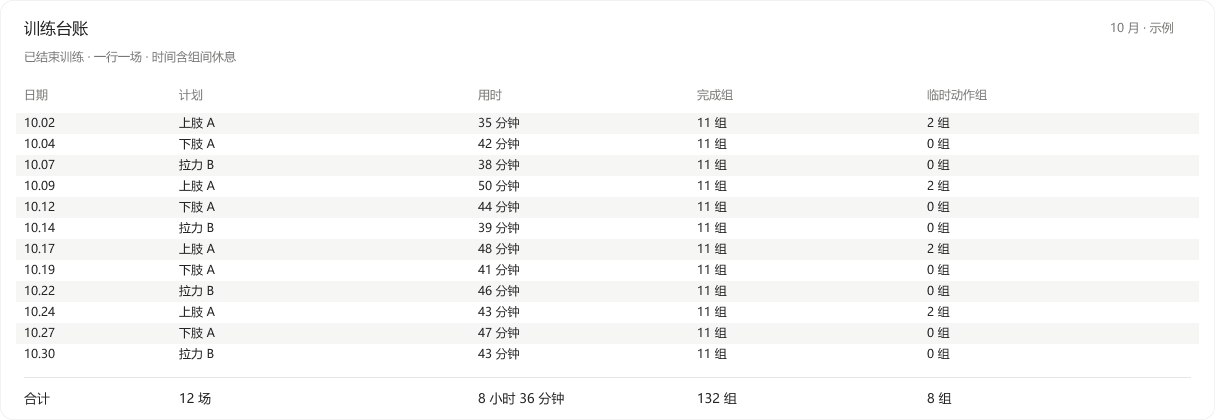 训练台账
10 月 · 示例
已结束训练 · 一行一场 · 时间含组间休息
日期 计划 用时 完成组 临时动作组
10.02 上肢 A 35 分钟 11 组 2 组
10.04 下肢 A 42 分钟 11 组 0 组
10.07 拉力 B 38 分钟 11 组 0 组
10.09 上肢 A 50 分钟 11 组 2 组
10.12 下肢 A 44 分钟 11 组 0 组
10.14 拉力 B 39 分钟 11 组 0 组
10.17 上肢 A 48 分钟 11 组 2 组
10.19 下肢 A 41 分钟 11 组 0 组
10.22 拉力 B 46 分钟 11 组 0 组
10.24 上肢 A 43 分钟 11 组 2 组
10.27 下肢 A 47 分钟 11 组 0 组
10.30 拉力 B 43 分钟 11 组 0 组
合计 12 场 8 小时 36 分钟 132 组 8 组